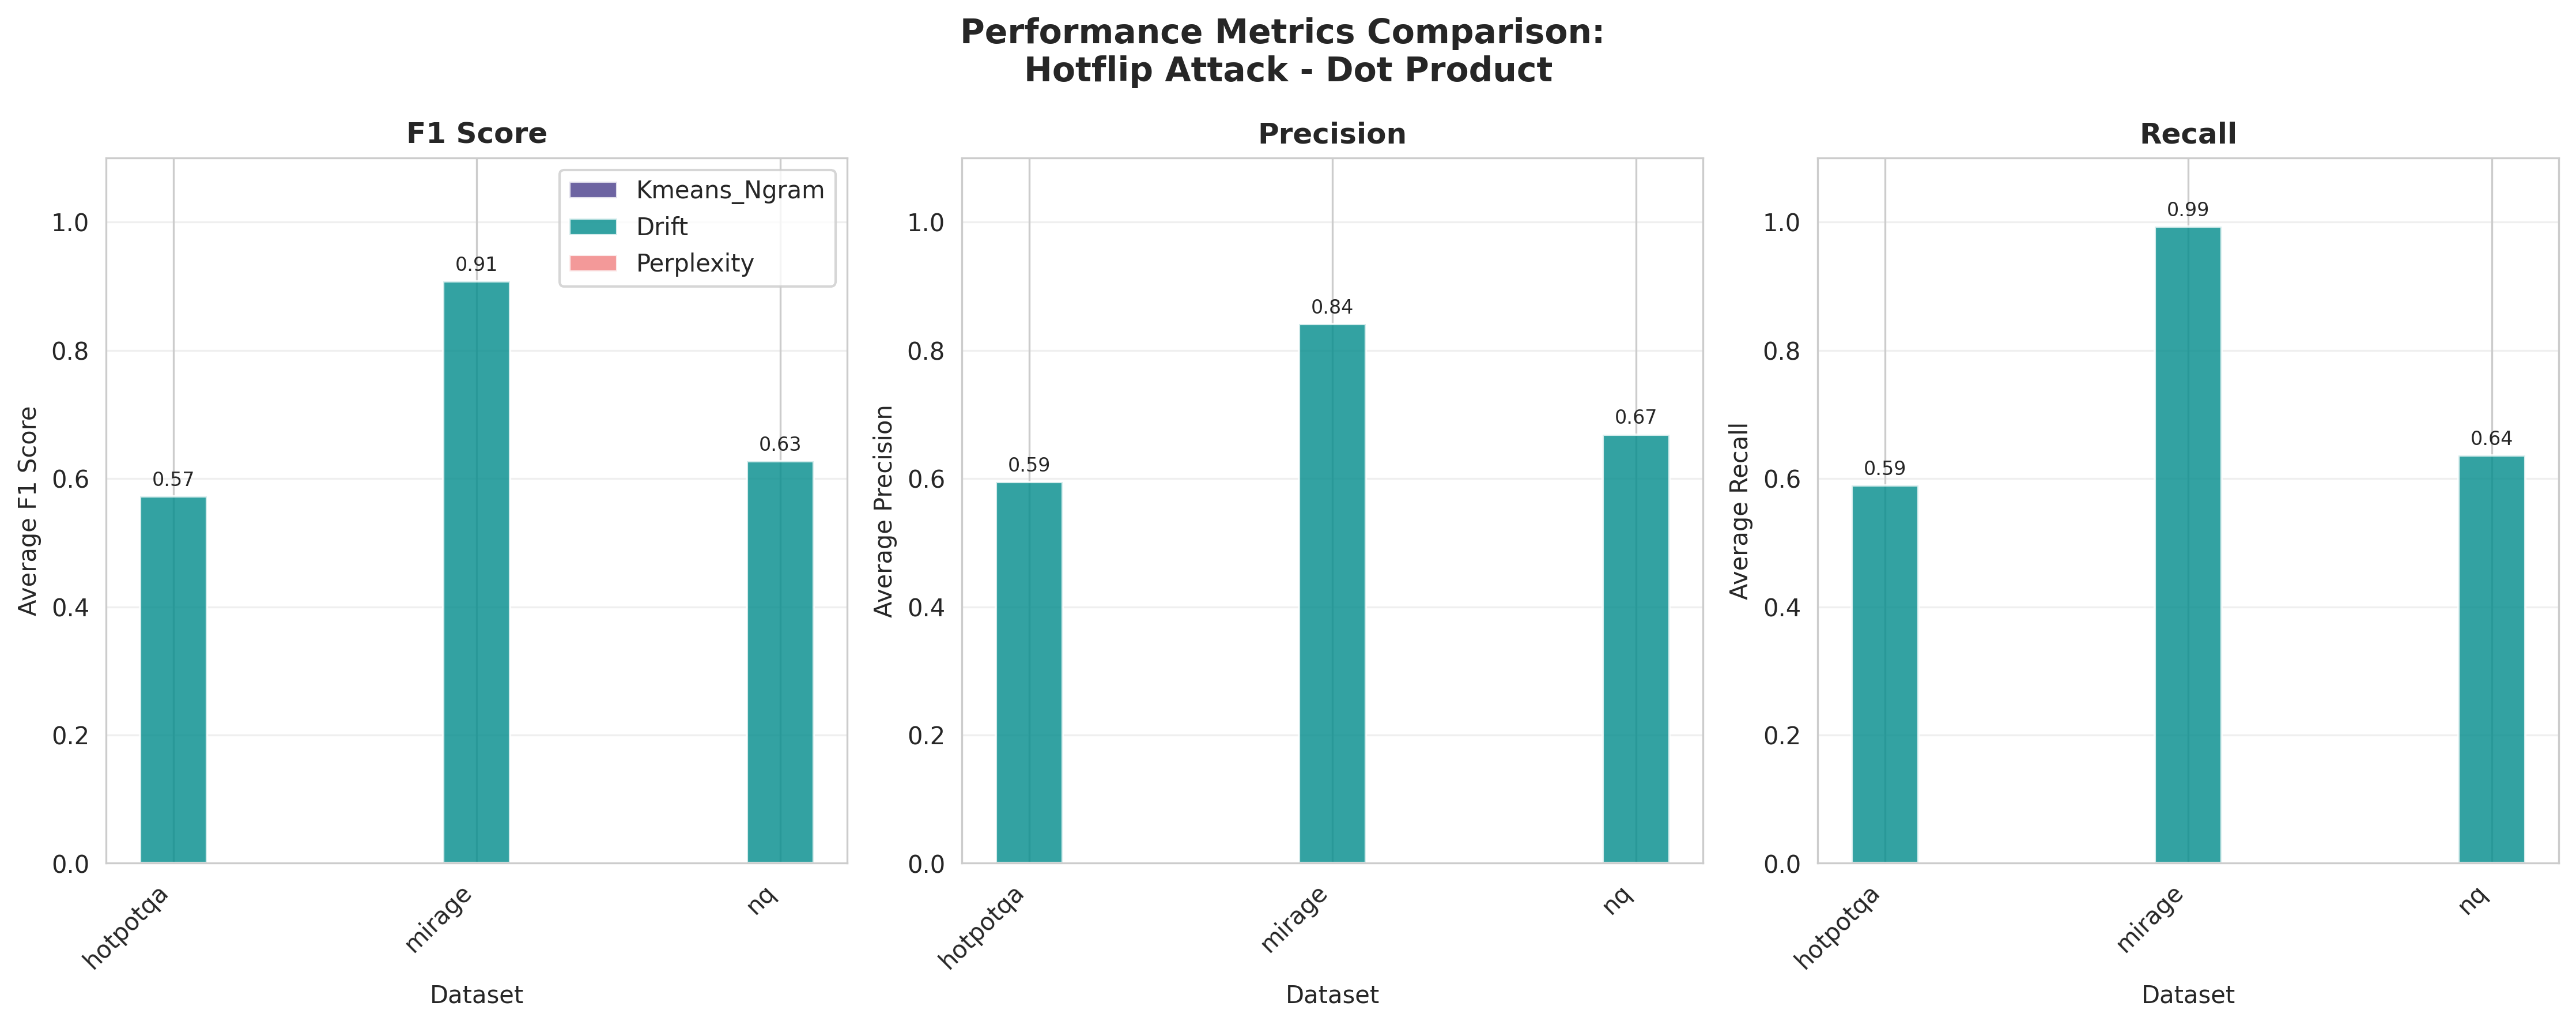 Performance Metrics Comparison:
Hotflip Attack - Dot Product
F1 Score
Average F1 Score
1.0
0.8
0.6
0.4
0.2
0.0
Kmeans_Ngram
Drift
Perplexity
0.57
0.91
0.63
hotpotqa
mirage
nq
Dataset
Precision
Average Precision
1.0
0.8
0.6
0.4
0.2
0.0
0.59
0.84
0.67
hotpotqa
mirage
nq
Dataset
Recall
Average Recall
1.0
0.8
0.6
0.4
0.2
0.0
0.59
0.99
0.64
hotpotqa
mirage
nq
Dataset